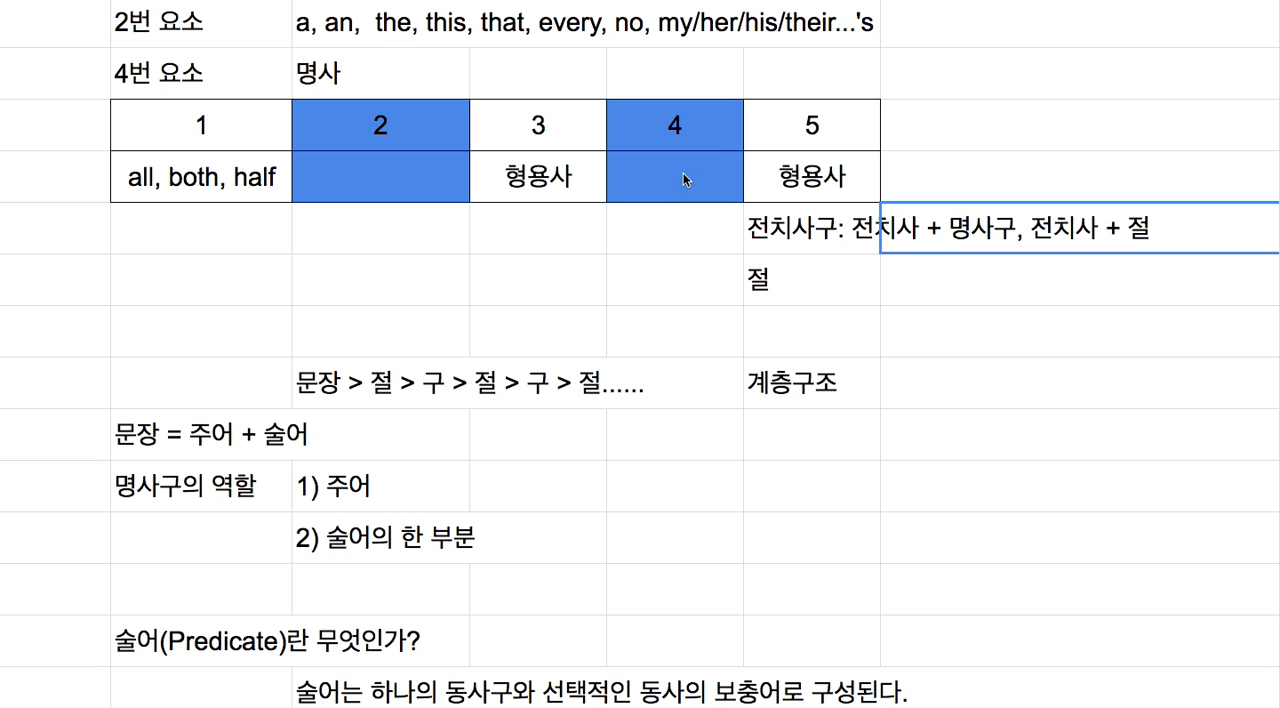 2번 요소 a, an, the, this, that, every, no, my/her/his/their...'s
4번 요소 명사
1 2 3 4 5
all, both, half 형용사 형용사
전치사구: 전치사 + 명사구, 전치사 + 절
절
문장 > 절 > 구 > 절 > 구 > 절...... 계층구조
문장 = 주어 + 술어
명사구의 역할 1) 주어
2) 술어의 한 부분
술어(Predicate)란 무엇인가?
술어는 하나의 동사구와 선택적인 동사의 보충어로 구성된다.